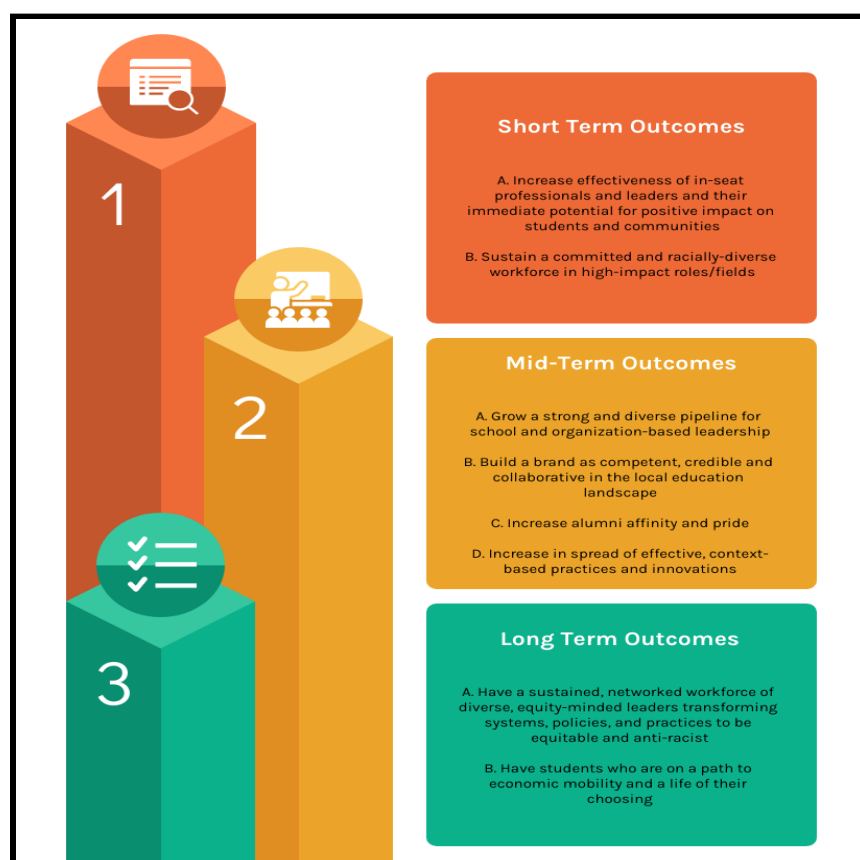 1
Short Term Outcomes
A. Increase effectiveness of in-seat
professionals and leaders and their
immediate potential for positive impact on
students and communities
B. Sustain a committed and racially-diverse
workforce in high-impact roles/fields
2
Mid-Term Outcomes
A. Grow a strong and diverse pipeline for
school and organization-based leadership
B. Build a brand as competent, credible and
collaborative in the local education
landscape
C. Increase alumni affinity and pride
D. Increase in spread of effective, context-
based practices and innovations
3
Long Term Outcomes
A. Have a sustained, networked workforce of
diverse, equity-minded leaders transforming
systems, policies, and practices to be
equitable and anti-racist
B. Have students who are on a path to
economic mobility and a life of their
choosing